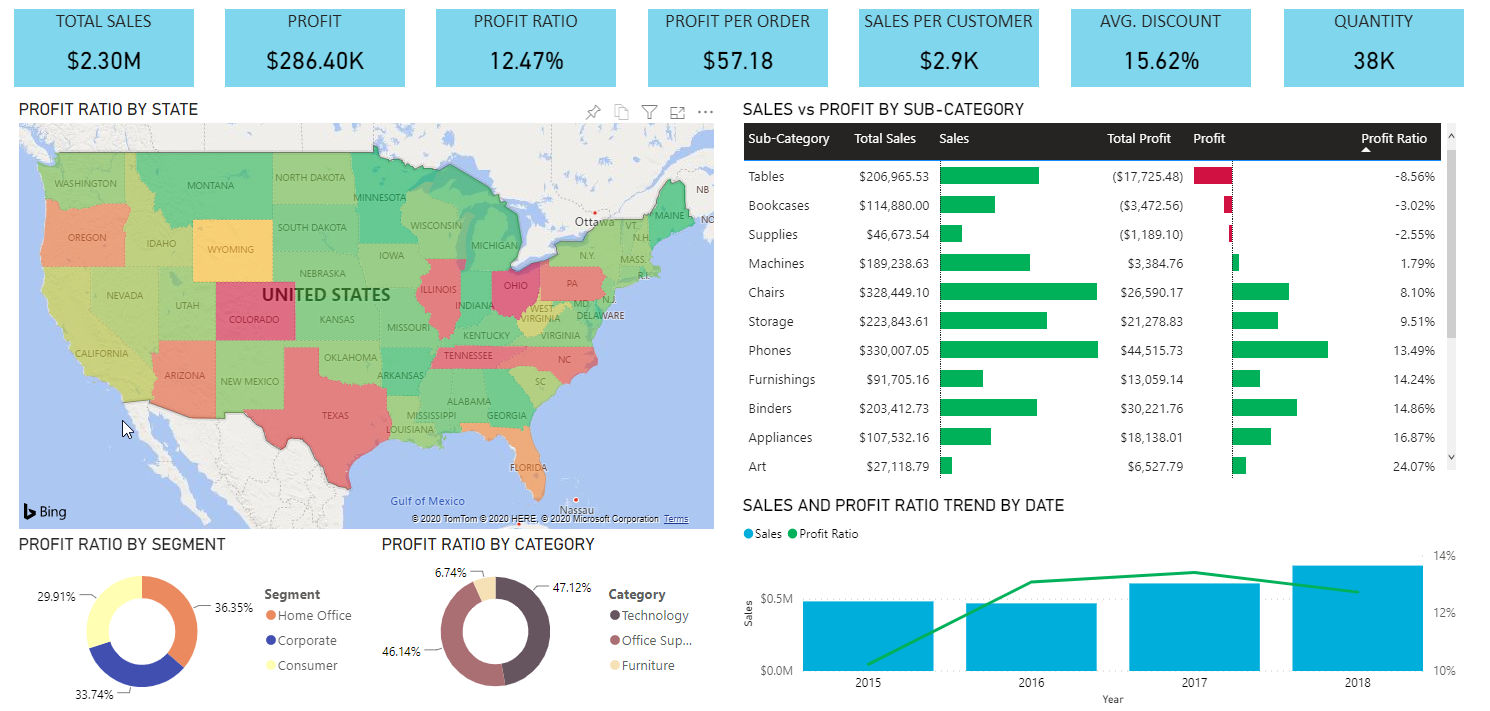 TOTAL SALES
$2.30M
PROFIT
$286.40K
PROFIT RATIO
12.47%
PROFIT PER ORDER
$57.18
SALES PER CUSTOMER
$2.9K
AVG. DISCOUNT
15.62%
QUANTITY
38K
PROFIT RATIO BY STATE
WASHINGTON
MONTANA
NORTH DAKOTA
MINNESOTA
OREGON
IDAHO
WYOMING
SOUTH DAKOTA
WISCONSIN
MICHIGAN
Ottawa
MAINE
NB
NO
VT.
N.H.
N.Y.
MASS.
R.I.
NEVADA
UTAH
NEBRASKA
IOWA
UNITED STATES
COLORADO
KANSAS
MISSOURI
ILLINOIS
INDIANA
OHIO
PA
N.J.
MD
DELAWARE
WEST
VIRGINIA
VIRGINIA
KENTUCKY
CALIFORNIA
ARIZONA
NEW MEXICO
OKLAHOMA
ARKANSAS
TENNESSEE
NC
SC
TEXAS
LOUISIANA
MISSISSIPPI
ALABAMA
GEORGIA
FLORIDA
Gulf of Mexico
Nassau
Bing
© 2020 TomTom © 2020 HERE, © 2020 Microsoft Corporation Terms
SALES vs PROFIT BY SUB-CATEGORY
Sub-Category Total Sales Sales Total Profit Profit Profit Ratio
Tables $206,965.53 ($17,725.48) -8.56%
Bookcases $114,880.00 ($3,472.56) -3.02%
Supplies $46,673.54 ($1,189.10) -2.55%
Machines $189,238.63 $3,384.76 1.79%
Chairs $328,449.10 $26,590.17 8.10%
Storage $223,843.61 $21,278.83 9.51%
Phones $330,007.05 $44,515.73 13.49%
Furnishings $91,705.16 $13,059.14 14.24%
Binders $203,412.73 $30,221.76 14.86%
Appliances $107,532.16 $18,138.01 16.87%
Art $27,118.79 $6,527.79 24.07%
PROFIT RATIO BY SEGMENT
29.91%
36.35%
33.74%
Segment
Home Office
Corporate
Consumer
PROFIT RATIO BY CATEGORY
6.74%
47.12%
46.14%
Category
Technology
Office Sup...
Furniture
SALES AND PROFIT RATIO TREND BY DATE
Sales Profit Ratio
Sales
$0.5M
$0.0M
14%
12%
10%
2015 2016 2017 2018
Year